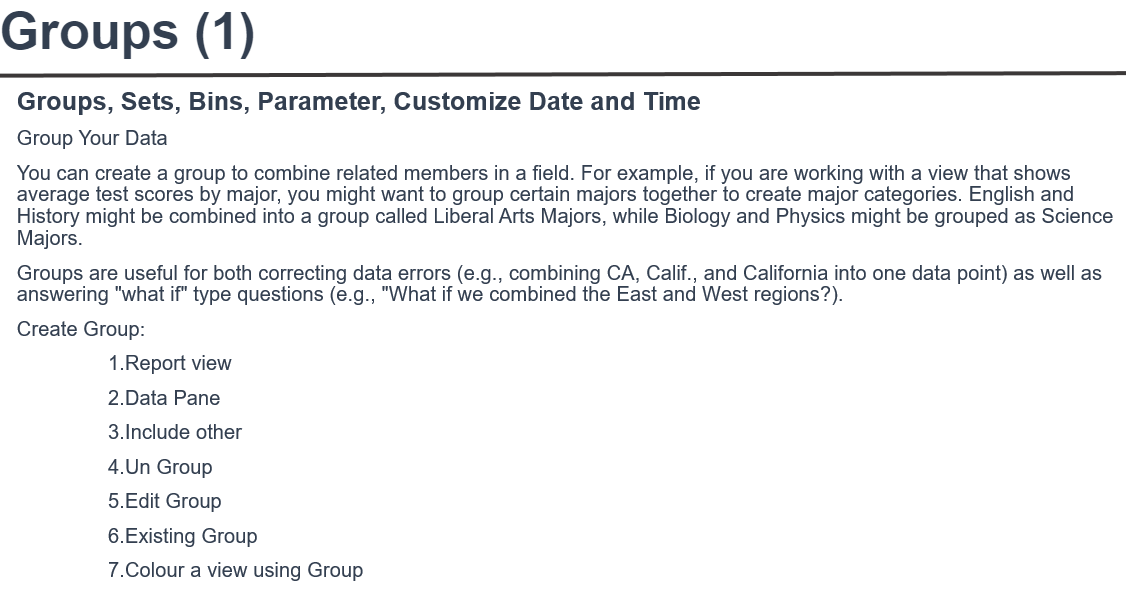 Groups (1)
Groups, Sets, Bins, Parameter, Customize Date and Time
Group Your Data
You can create a group to combine related members in a field. For example, if you are working with a view that shows
average test scores by major, you might want to group certain majors together to create major categories. English and
History might be combined into a group called Liberal Arts Majors, while Biology and Physics might be grouped as Science
Majors.
Groups are useful for both correcting data errors (e.g., combining CA, Calif., and California into one data point) as well as
answering "what if" type questions (e.g., "What if we combined the East and West regions?).
Create Group:
1.Report view
2.Data Pane
3.Include other
4.Un Group
5.Edit Group
6.Existing Group
7.Colour a view using Group